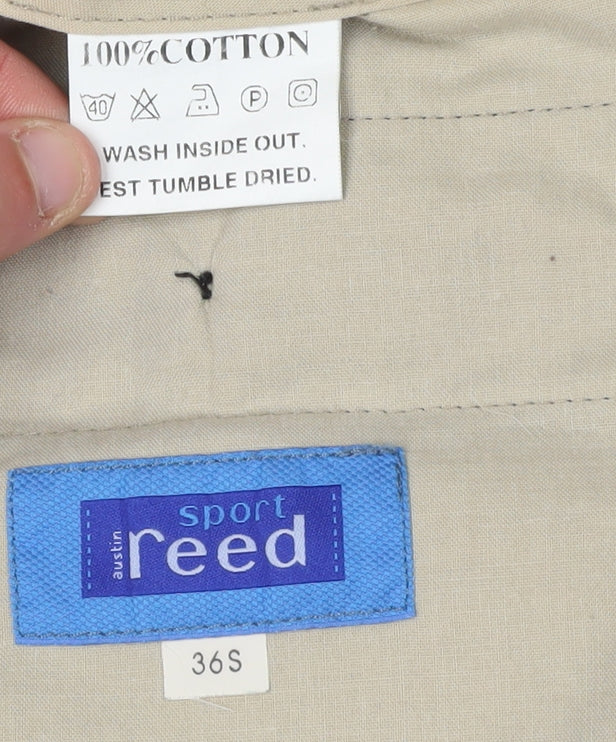 100%COTTON
40 P
WASH INSIDE OUT.
EST TUMBLE DRIED.
sport
austin reed
36S